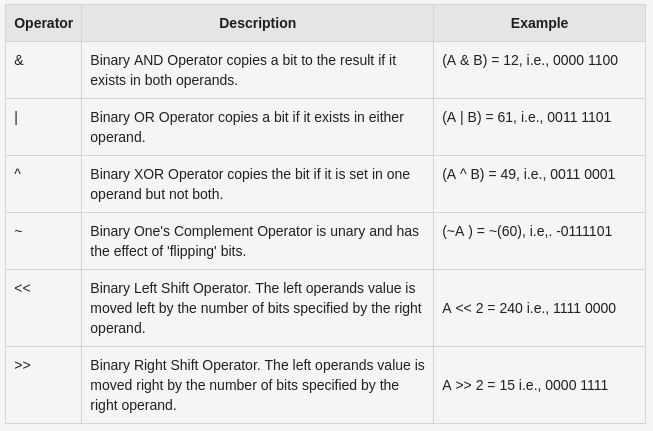 Operator Description Example
& Binary AND Operator copies a bit to the result if it (A & B) = 12, i.e., 0000 1100
exists in both operands.
| Binary OR Operator copies a bit if it exists in either (A | B) = 61, i.e., 0011 1101
operand.
^ Binary XOR Operator copies the bit if it is set in one (A ^ B) = 49, i.e., 0011 0001
operand but not both.
~ Binary One's Complement Operator is unary and has (~A ) = ~(60), i.e,. -0111101
the effect of 'flipping' bits.
<< Binary Left Shift Operator. The left operands value is
moved left by the number of bits specified by the right A << 2 = 240 i.e., 1111 0000
operand.
>> Binary Right Shift Operator. The left operands value is
moved right by the number of bits specified by the A >> 2 = 15 i.e., 0000 1111
right operand.